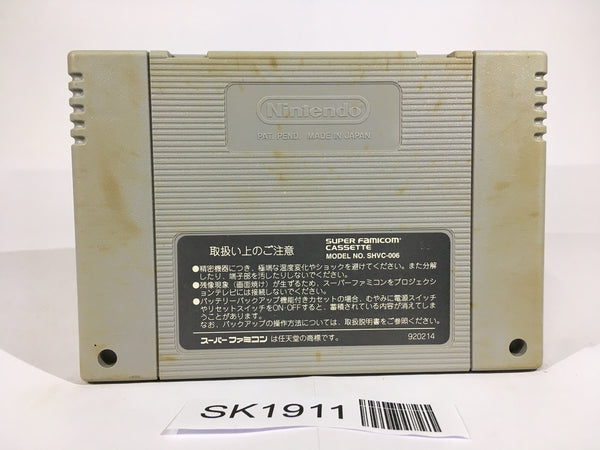 Nintendo
PAT. PEND. MADE IN JAPAN
取扱い上のご注意
SUPER FAMICOM
CASSETTE
MODEL NO. SHVC-006
●精密機器につき、極端な温度変化やショックを避けてください。また分解
したり、端子部を汚したりしないでください。
●残像現象(画面焼け)が生ずるため、スーパーファミコンをプロジェクシ
ョンテレビには接続しないでください。
●バッテリーバックアップ機能付きカセットの場合、むやみに電源スイッチ
やリセットスイッチをON・OFFすると、蓄積されている内容が消えてしま
うことがあります。
なお、バックアップの操作方法については、取扱説明書をご参照ください。
スーパーファミコン は任天堂の商標です。
920214
SK1911